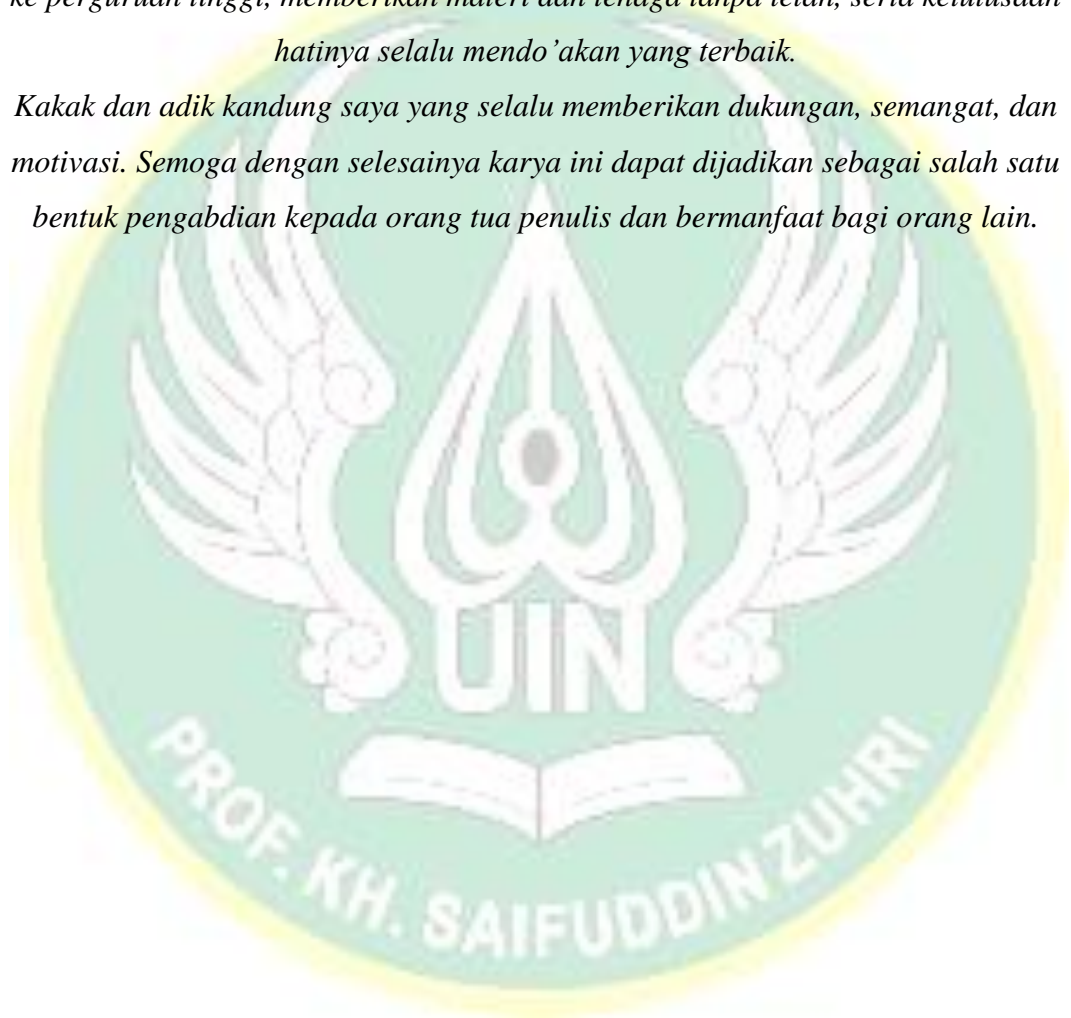 ke perguruan tinggi, memberikan materi dan tenaga tanpa lelah, serta ketulusaan
hatinya selalu mendo’akan yang terbaik.
Kakak dan adik kandung saya yang selalu memberikan dukungan, semangat, dan
motivasi. Semoga dengan selesainya karya ini dapat dijadikan sebagai salah satu
bentuk pengabdian kepada orang tua penulis dan bermanfaat bagi orang lain.
UIN
PROF. KH. SAIFUDDIN ZUHRI